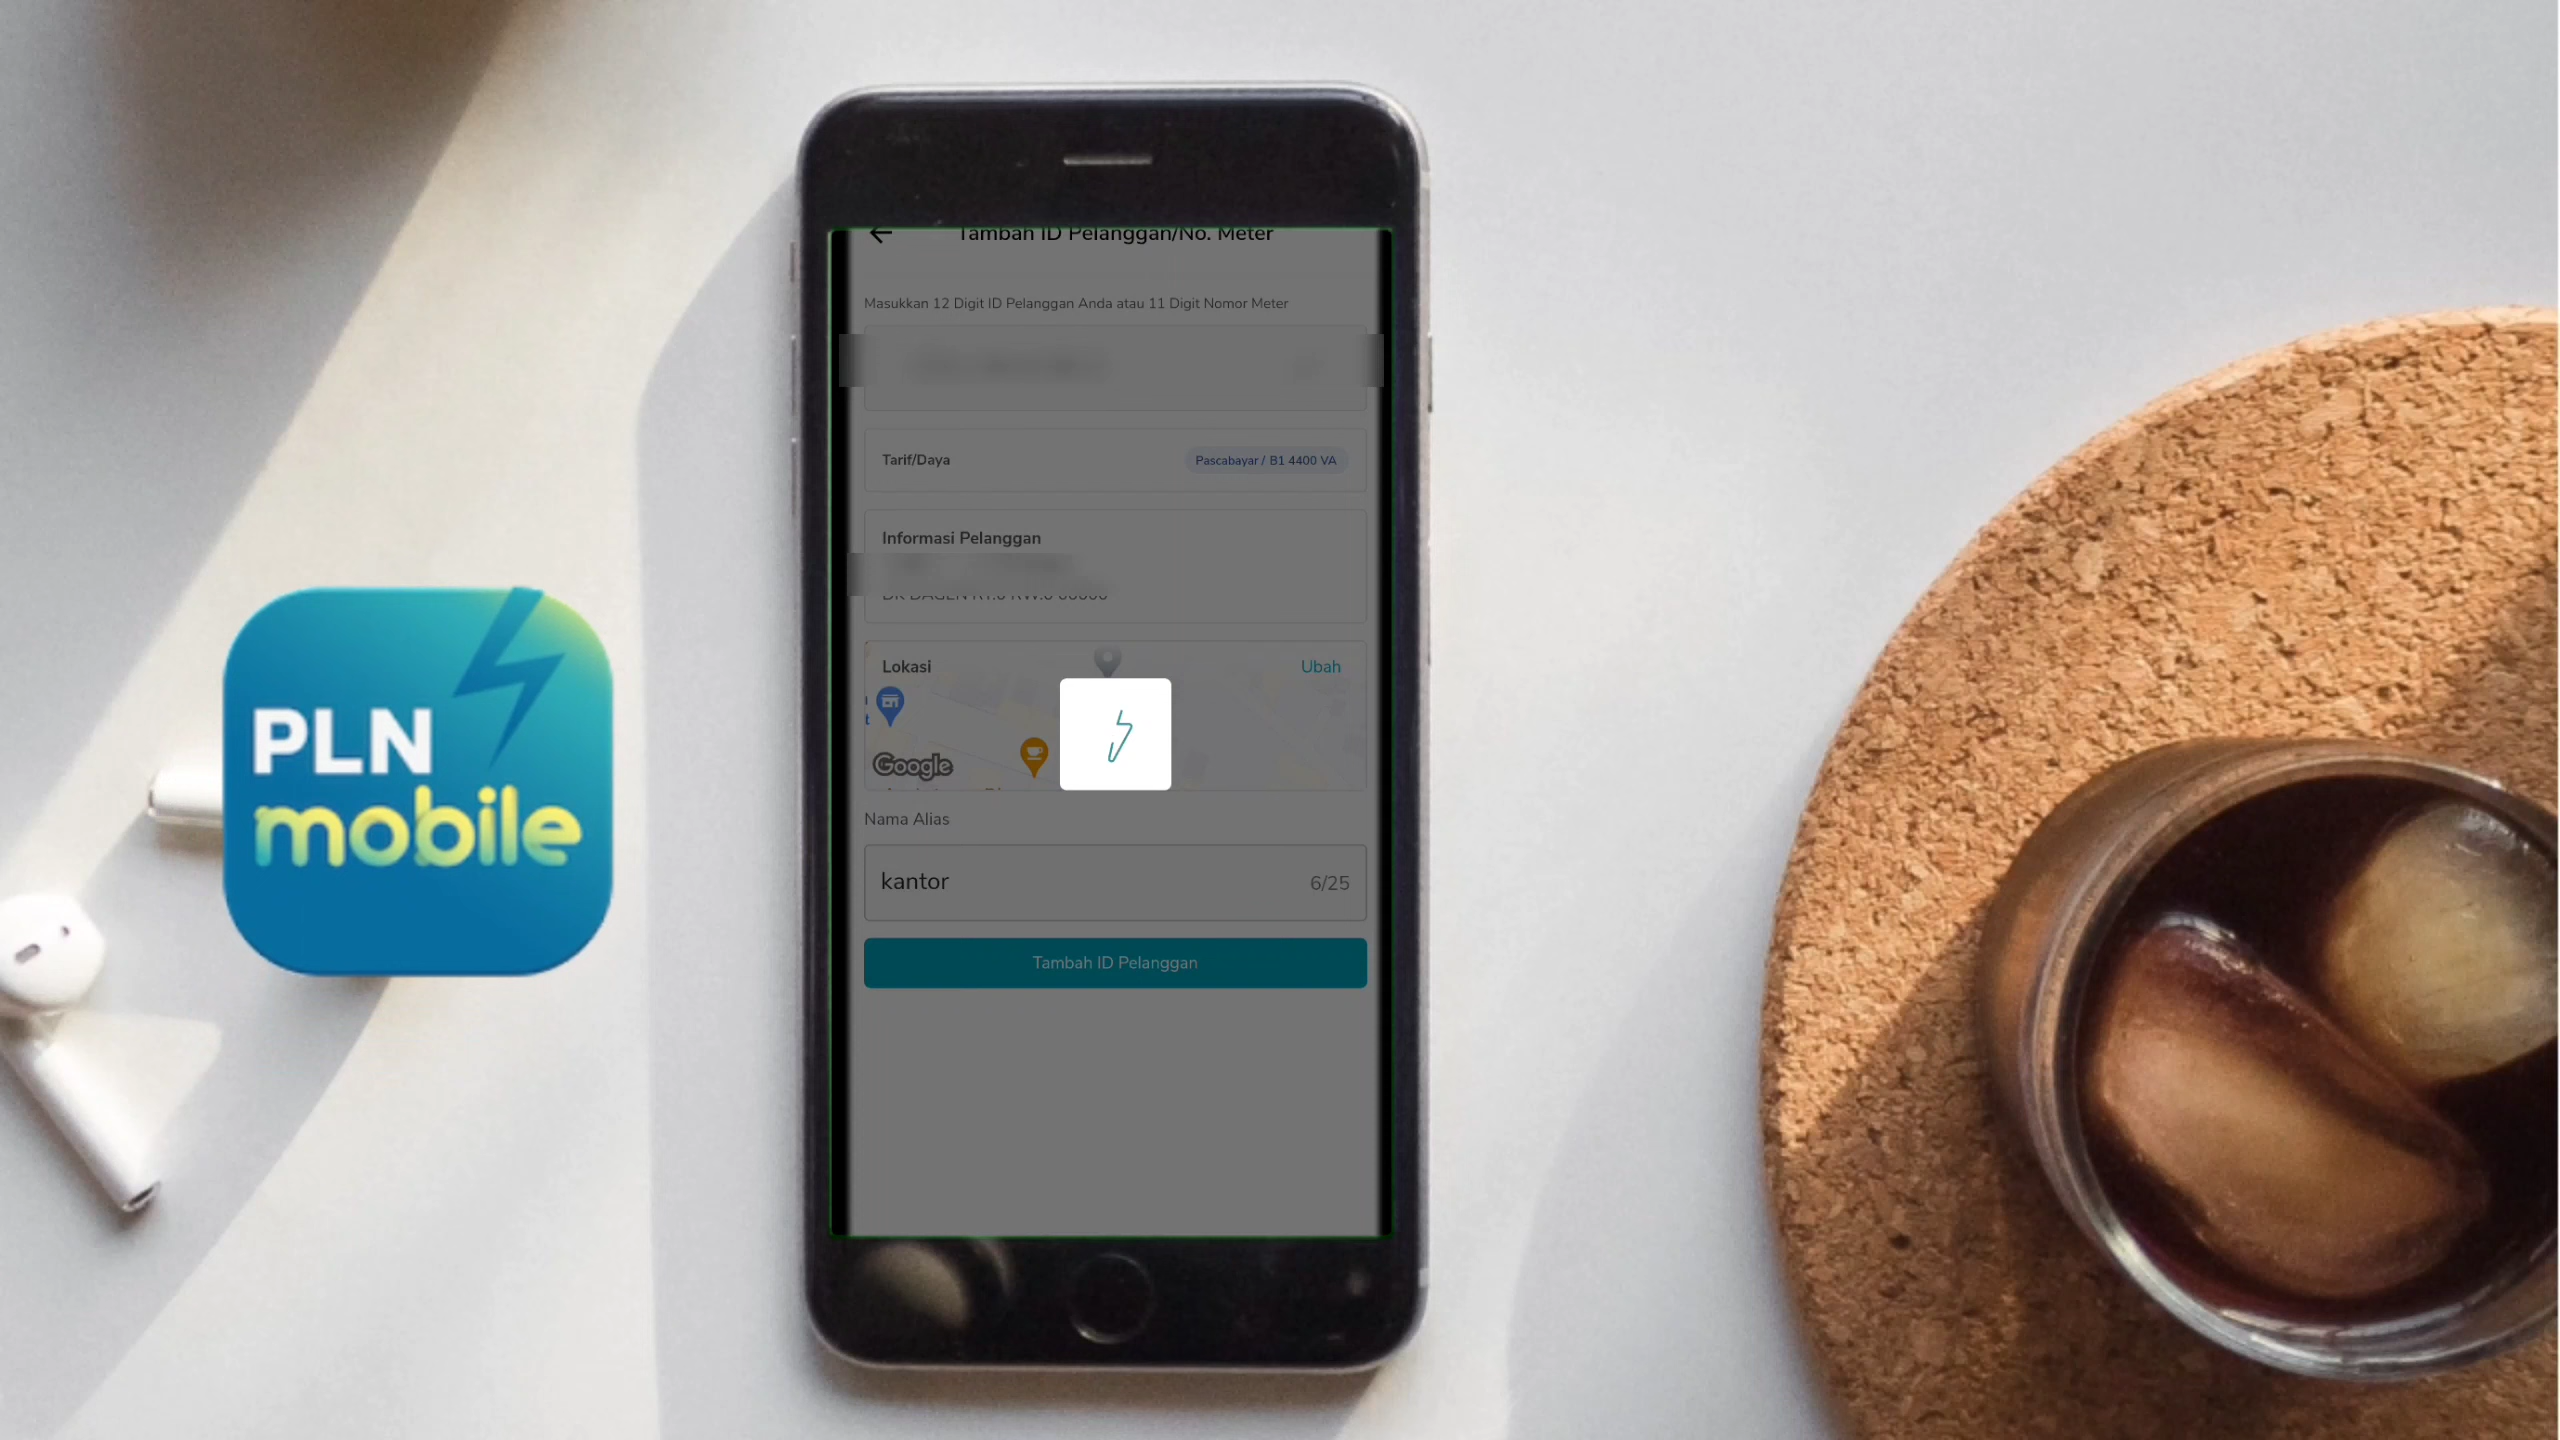 Tambah ID Pelanggan/No. Meter
Masukkan 12 Digit ID Pelanggan Anda atau 11 Digit Nomor Meter
Tarif/Daya
Pascabayar / B1 4400 VA
Informasi Pelanggan
Lokasi
Ubah
Google
Nama Alias
kantor
6/25
Tambah ID Pelanggan
PLN
mobile